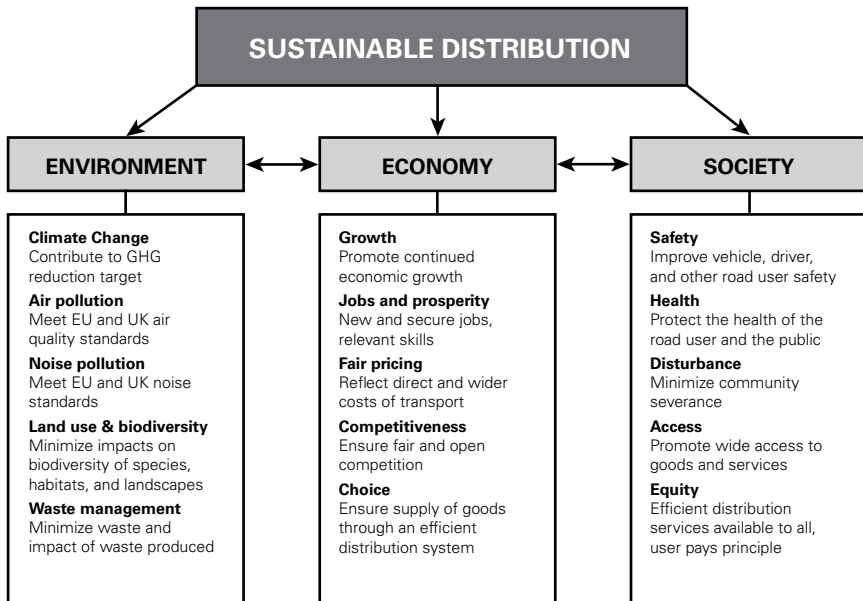 SUSTAINABLE DISTRIBUTION
ENVIRONMENT
Climate Change
Contribute to GHG
reduction target
Air pollution
Meet EU and UK air
quality standards
Noise pollution
Meet EU and UK noise
standards
Land use & biodiversity
Minimize impacts on
biodiversity of species,
habitats, and landscapes
Waste management
Minimize waste and
impact of waste produced
ECONOMY
Growth
Promote continued
economic growth
Jobs and prosperity
New and secure jobs,
relevant skills
Fair pricing
Reflect direct and wider
costs of transport
Competitiveness
Ensure fair and open
competition
Choice
Ensure supply of goods
through an efficient
distribution system
SOCIETY
Safety
Improve vehicle, driver,
and other road user safety
Health
Protect the health of the
road user and the public
Disturbance
Minimize community
severance
Access
Promote wide access to
goods and services
Equity
Efficient distribution
services available to all,
user pays principle